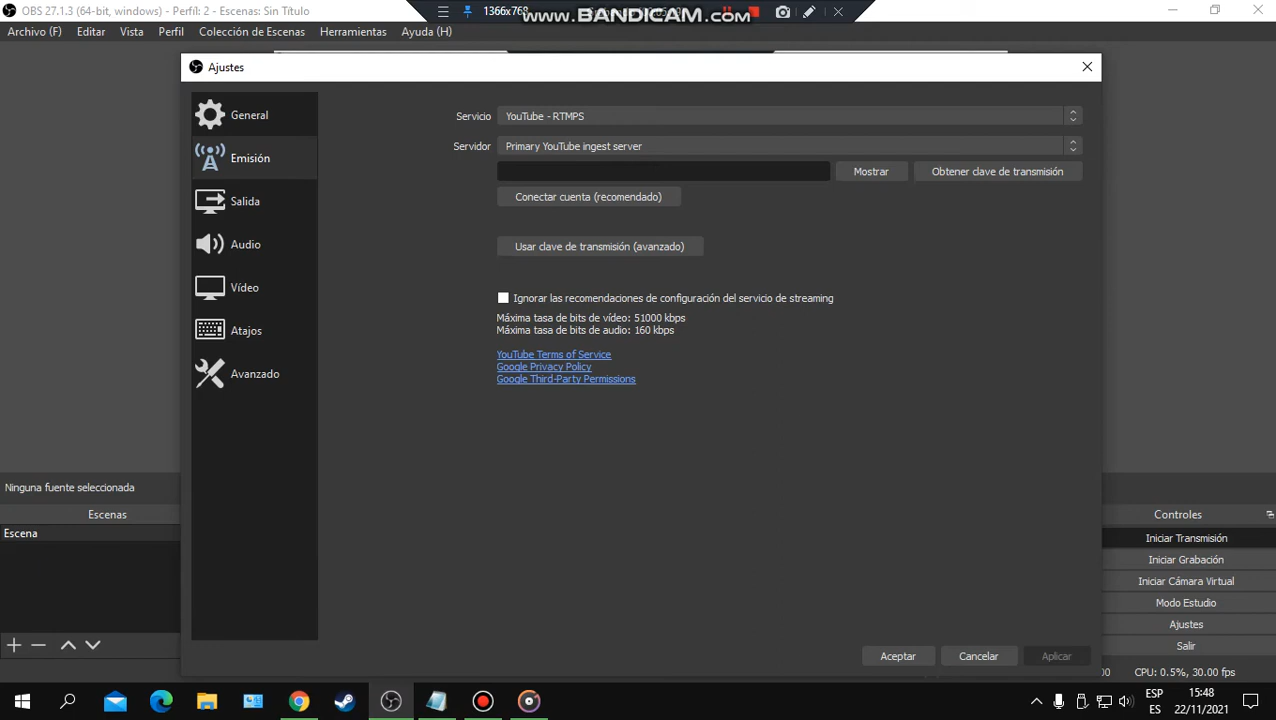 OBS 27.1.3 (64-bit, windows) - Perfil: 2 - Escenas: Sin Título
1366x768
www.BANDICAM.com
Archivo (F)
Editar
Vista
Perfil
Colección de Escenas
Herramientas
Ayuda (H)
Ajustes
General
Emisión
Salida
Audio
Vídeo
Atajos
Avanzado
Servicio
YouTube - RTMPS
Servidor
Primary YouTube ingest server
Mostrar
Obtener clave de transmisión
Conectar cuenta (recomendado)
Usar clave de transmisión (avanzado)
Ignorar las recomendaciones de configuración del servicio de streaming
Máxima tasa de bits de vídeo: 51000 kbps
Máxima tasa de bits de audio: 160 kbps
YouTube Terms of Service
Google Privacy Policy
Google Third-Party Permissions
Aceptar
Cancelar
Aplicar
Ninguna fuente seleccionada
Escenas
Escena
Controles
Iniciar Transmisión
Iniciar Grabación
Iniciar Cámara Virtual
Modo Estudio
Ajustes
Salir
00
CPU: 0.5%, 30.00 fps
ESP
ES
15:48
22/11/2021